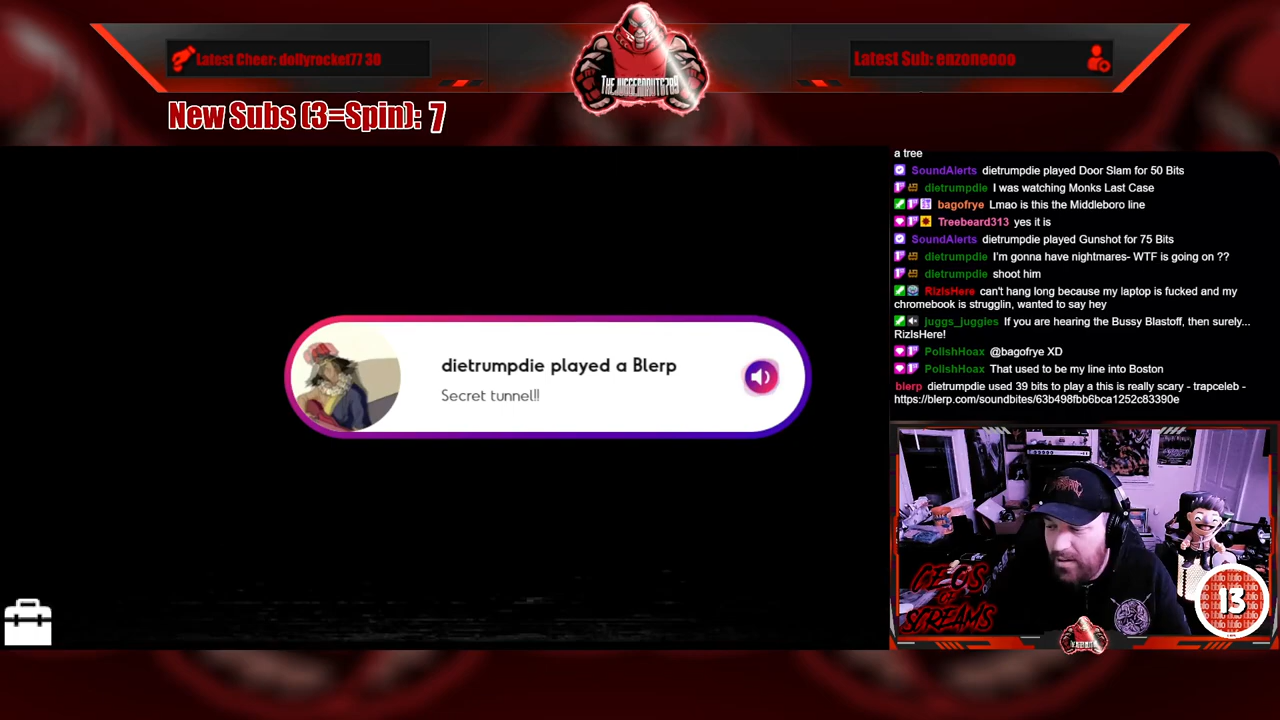 Latest Cheer: dollyrocket77 30
THEJUGGERNAUT6789
Latest Sub: enzoneooo
New Subs (3=Spin): 7
dietrumpdie played a Blerp
Secret tunnel!!
a tree
SoundAlerts dietrumpdie played Door Slam for 50 Bits
dietrumpdie I was watching Monks Last Case
bagofrye Lmao is this the Middleboro line
Treebeard313 yes it is
SoundAlerts dietrumpdie played Gunshot for 75 Bits
dietrumpdie I'm gonna have nightmares- WTF is going on ??
dietrumpdie shoot him
RizIsHere can't hang long because my laptop is fucked and my
chromebook is strugglin, wanted to say hey
juggs_juggles If you are hearing the Bussy Blastoff, then surely...
RizIsHere!
PolishHoax @bagofrye XD
PolishHoax That used to be my line into Boston
blerp dietrumpdie used 39 bits to play a this is really scary - trapceleb -
https://blerp.com/soundbites/63b498fbb6bca1252c83390e
SCREAMS
13